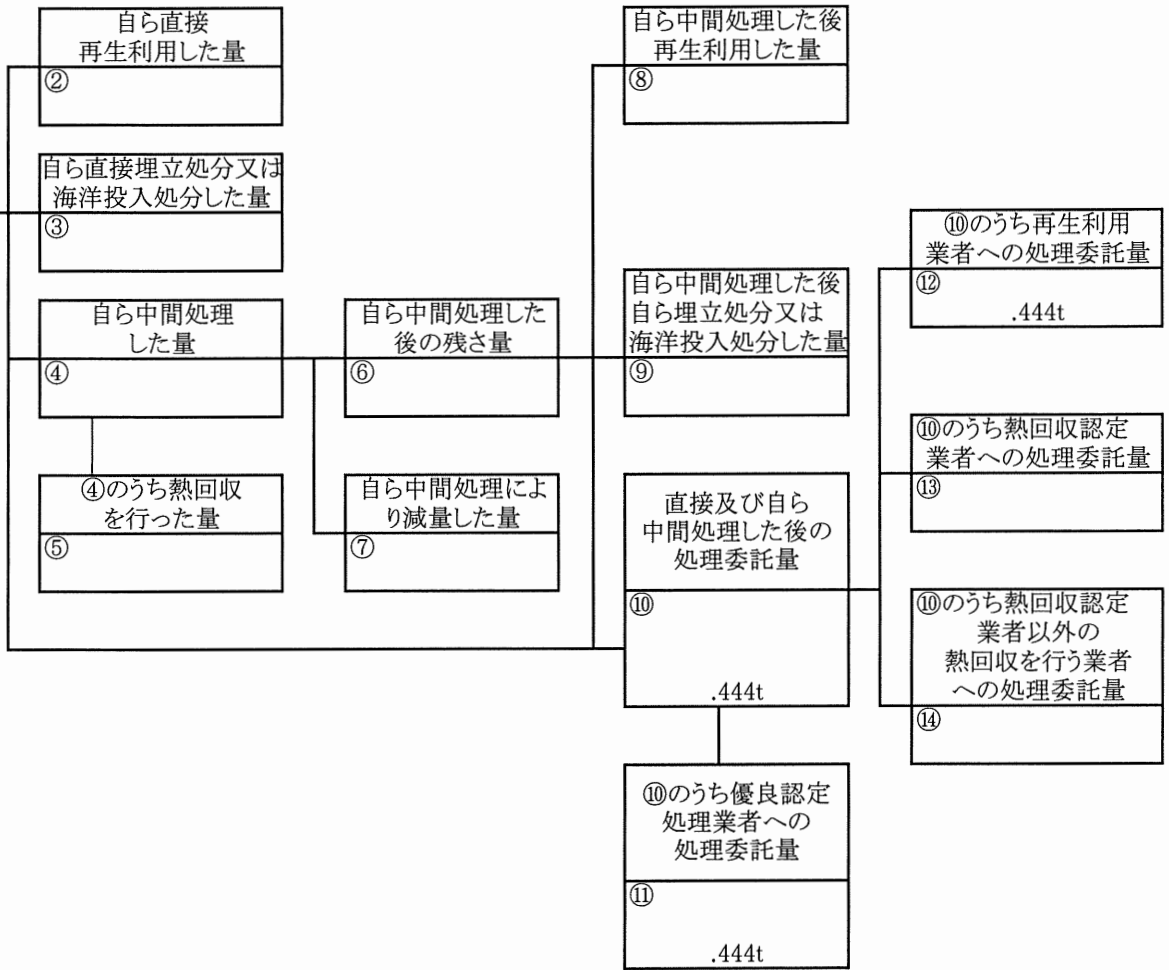 自ら直接
再生利用した量
②
自ら直接埋立処分又は
海洋投入処分した量
③
自ら中間処理
した量
④
④のうち熱回収
を行った量
⑤
自ら中間処理した
後の残さ量
⑥
自ら中間処理によ
り減量した量
⑦
自ら中間処理した後
再生利用した量
⑧
自ら中間処理した後
自ら埋立処分又は
海洋投入処分した量
⑨
直接及び自ら
中間処理した後の
処理委託量
⑩
.444t
⑩のうち優良認定
処理業者への
処理委託量
⑪
.444t
⑩のうち再生利用
業者への処理委託量
⑫
.444t
⑩のうち熱回収認定
業者への処理委託量
⑬
⑩のうち熱回収認定
業者以外の
熱回収を行う業者
への処理委託量
⑭